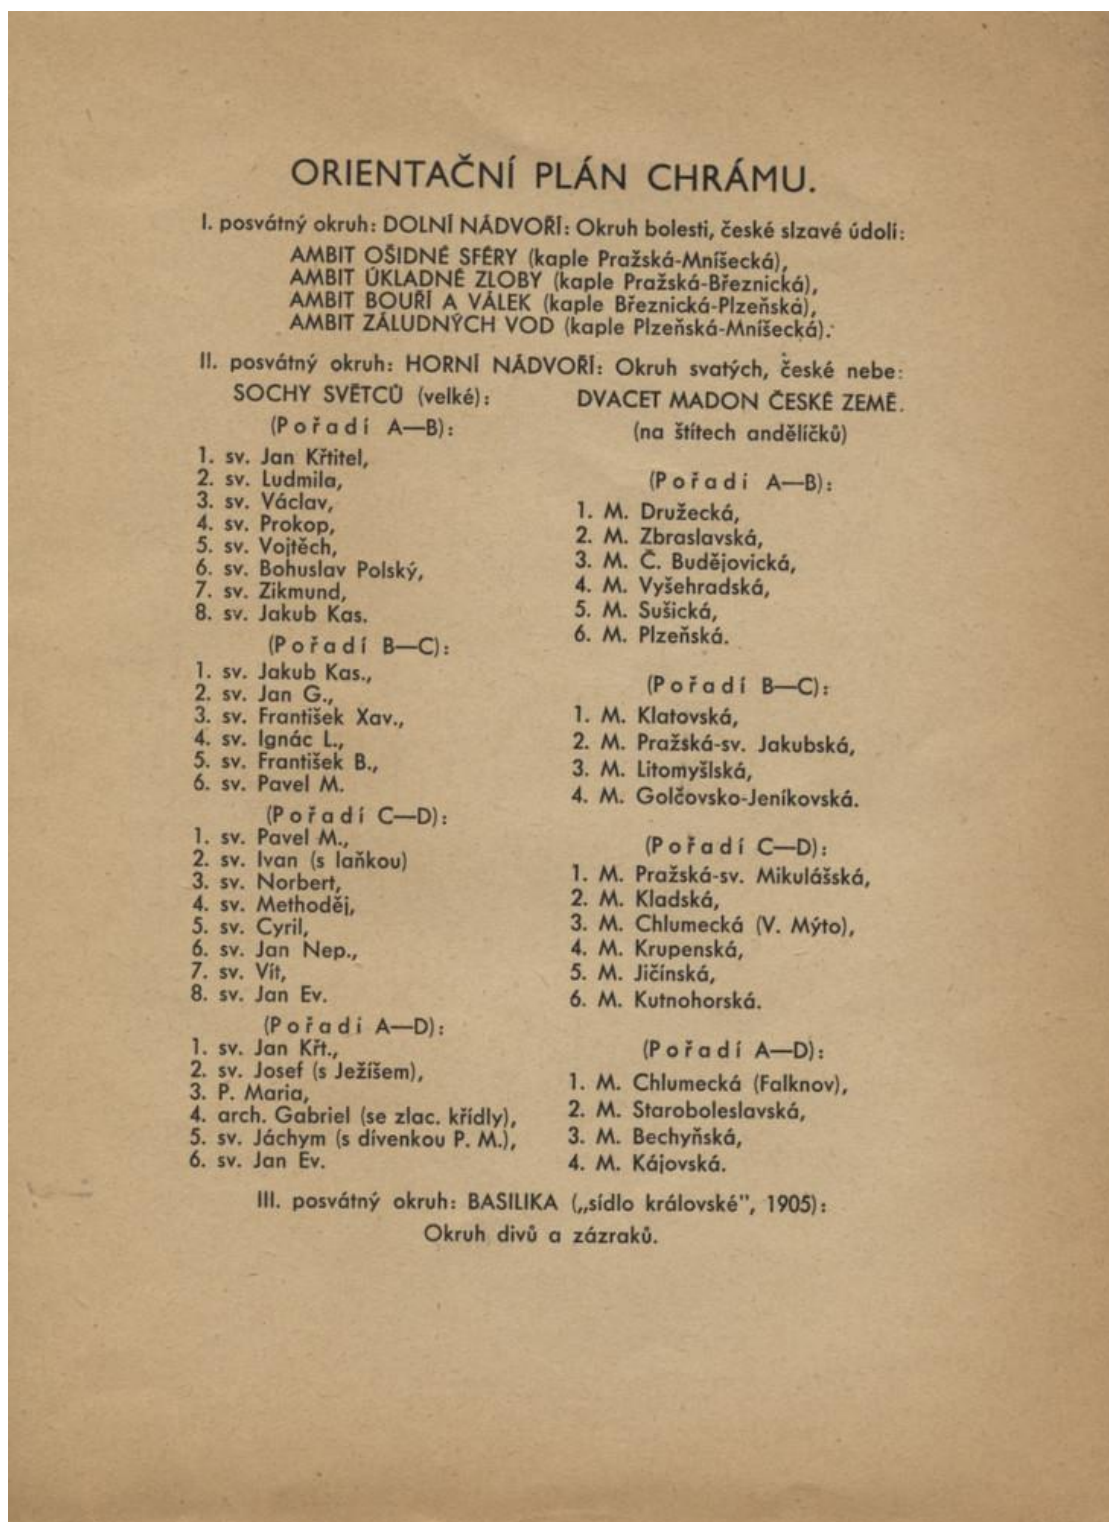 ORIENTAČNÍ PLÁN CHRÁMU.
I. posvátný okruh: DOLNÍ NÁDVOŘÍ: Okruh bolesti, české slzavé údolí:
AMBIT OŠIDNÉ SFÉRY (kaple Pražská-Mníšecká),
AMBIT ÚKLADNÉ ZLOBY (kaple Pražská-Březnická),
AMBIT BOUŘÍ A VÁLEK (kaple Březnická-Plzeňská),
AMBIT ZÁLUDNÝCH VOD (kaple Plzeňská-Mníšecká).
II. posvátný okruh: HORNÍ NÁDVOŘÍ: Okruh svatých, české nebe:
SOCHY SVĚTCŮ (velké):
(Pořadí A—B):
1. sv. Jan Křtitel,
2. sv. Ludmila,
3. sv. Václav,
4. sv. Prokop,
5. sv. Vojtěch,
6. sv. Bohuslav Polský,
7. sv. Zikmund,
8. sv. Jakub Kas.
(Pořadí B—C):
1. sv. Jakub Kas.,
2. sv. Jan G.,
3. sv. František Xav.,
4. sv. Ignác L.,
5. sv. František B.,
6. sv. Pavel M.
(Pořadí C—D):
1. sv. Pavel M.,
2. sv. Ivan (s laňkou)
3. sv. Norbert,
4. sv. Methoděj,
5. sv. Cyril,
6. sv. Jan Nep.,
7. sv. Vít,
8. sv. Jan Ev.
(Pořadí A—D):
1. sv. Jan Křt.,
2. sv. Josef (s Ježíšem),
3. P. Maria,
4. arch. Gabriel (se zlac. křídly),
5. sv. Jáchym (s dívenkou P. M.),
6. sv. Jan Ev.
DVACET MADON ČESKÉ ZEMĚ.
(na štítech andělíčků)
(Pořadí A—B):
1. M. Družecká,
2. M. Zbraslavská,
3. M. Č. Budějovická,
4. M. Vyšehradská,
5. M. Sušická,
6. M. Plzeňská.
(Pořadí B—C):
1. M. Klatovská,
2. M. Pražská-sv. Jakubská,
3. M. Litomyšlská,
4. M. Golčovsko-Jeníkovská.
(Pořadí C—D):
1. M. Pražská-sv. Mikulášská,
2. M. Kladská,
3. M. Chlumecká (V. Mýto),
4. M. Krupenská,
5. M. Jičínská,
6. M. Kutnohorská.
(Pořadí A—D):
1. M. Chlumecká (Falknov),
2. M. Staroboleslavská,
3. M. Bechyňská,
4. M. Kájovská.
III. posvátný okruh: BASILIKA („sídlo královské", 1905):
Okruh divů a zázraků.